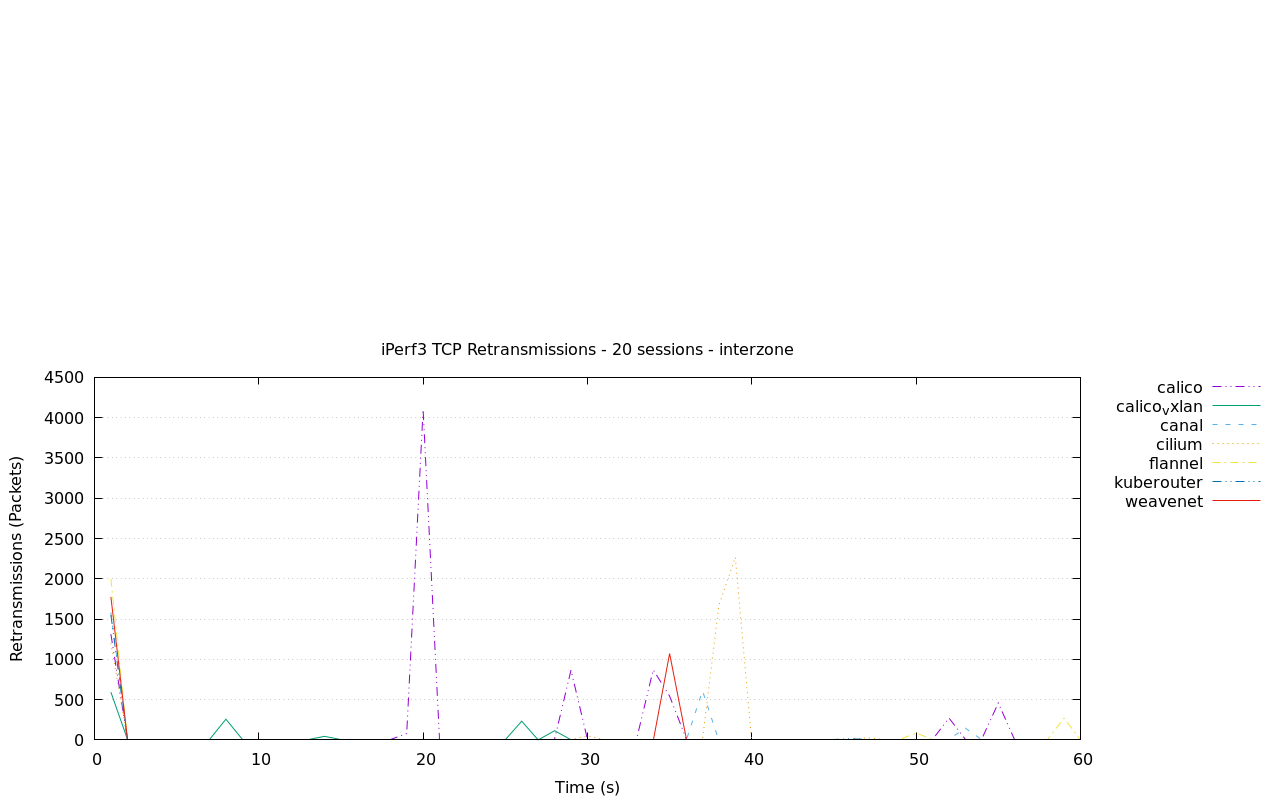 iPerf3 TCP Retransmissions - 20 sessions - interzone
Retransmissions (Packets)
4500
4000
3500
3000
2500
2000
1500
1000
500
0
0 10 20 30 40 50 60
Time (s)
calico
calicovxlan
canal
cilium
flannel
kuberouter
weavenet